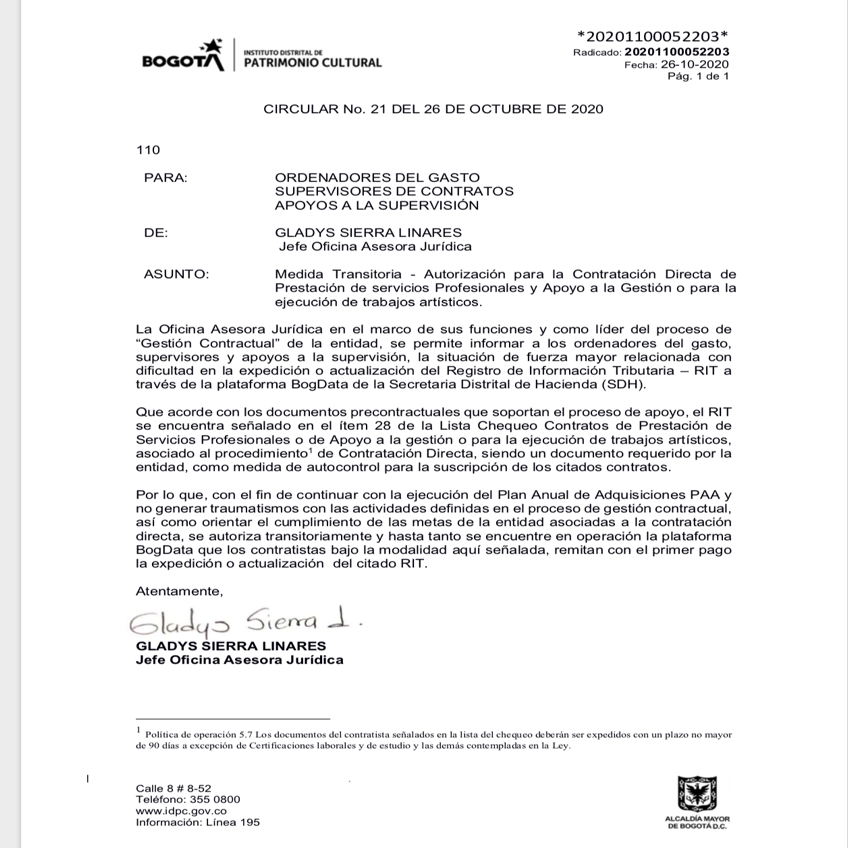 *20201100052203*
Radicado: 20201100052203
Fecha: 26-10-2020
Pág. 1 de 1
BOGOTÁ
INSTITUTO DISTRITAL DE
PATRIMONIO CULTURAL
CIRCULAR No. 21 DEL 26 DE OCTUBRE DE 2020
110
PARA: ORDENADORES DEL GASTO
SUPERVISORES DE CONTRATOS
APOYOS A LA SUPERVISIÓN
DE: GLADYS SIERRA LINARES
Jefe Oficina Asesora Jurídica
ASUNTO: Medida Transitoria - Autorización para la Contratación Directa de
Prestación de servicios Profesionales y Apoyo a la Gestión o para la
ejecución de trabajos artísticos.
La Oficina Asesora Jurídica en el marco de sus funciones y como líder del proceso de
“Gestión Contractual” de la entidad, se permite informar a los ordenadores del gasto,
supervisores y apoyos a la supervisión, la situación de fuerza mayor relacionada con
dificultad en la expedición o actualización del Registro de Información Tributaria – RIT a
través de la plataforma BogData de la Secretaria Distrital de Hacienda (SDH).
Que acorde con los documentos precontractuales que soportan el proceso de apoyo, el RIT
se encuentra señalado en el ítem 28 de la Lista Chequeo Contratos de Prestación de
Servicios Profesionales o de Apoyo a la gestión o para la ejecución de trabajos artísticos,
asociado al procedimiento¹ de Contratación Directa, siendo un documento requerido por la
entidad, como medida de autocontrol para la suscripción de los citados contratos.
Por lo que, con el fin de continuar con la ejecución del Plan Anual de Adquisiciones PAA y
no generar traumatismos con las actividades definidas en el proceso de gestión contractual,
así como orientar el cumplimiento de las metas de la entidad asociadas a la contratación
directa, se autoriza transitoriamente y hasta tanto se encuentre en operación la plataforma
BogData que los contratistas bajo la modalidad aquí señalada, remitan con el primer pago
la expedición o actualización del citado RIT.
Atentamente,
Gladys Sierra L.
GLADYS SIERRA LINARES
Jefe Oficina Asesora Jurídica
¹ Política de operación 5.7 Los documentos del contratista señalados en la lista del chequeo deberán ser expedidos con un plazo no mayor
de 90 días a excepción de Certificaciones laborales y de estudio y las demás contempladas en la Ley.
Calle 8 # 8-52
Teléfono: 355 0800
www.idpc.gov.co
Información: Línea 195
ALCALDÍA MAYOR
DE BOGOTÁ D.C.